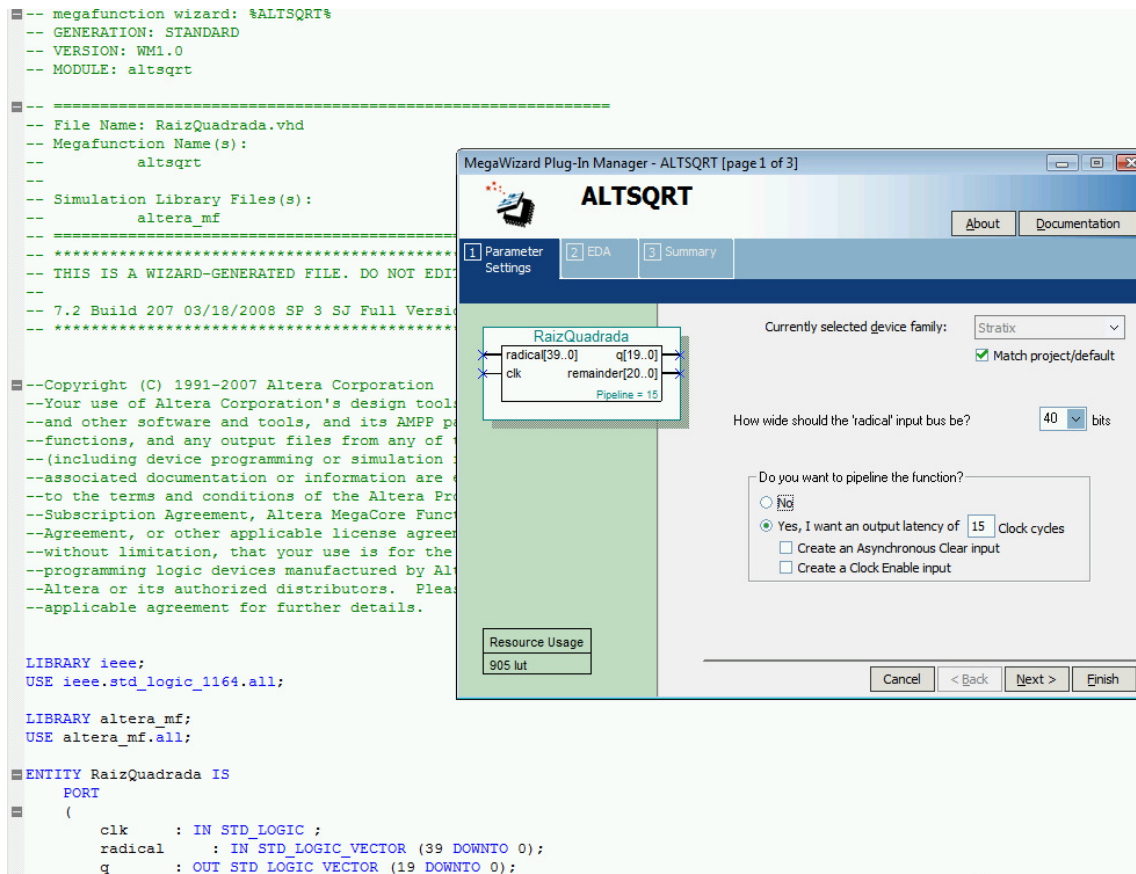 -- megafunction wizard: %ALTSQRT%
-- GENERATION: STANDARD
-- VERSION: WM1.0
-- MODULE: altsqrt
-- ============================================================
-- File Name: RaizQuadrada.vhd
-- Megafunction Name(s):
-- altsqrt
--
-- Simulation Library Files(s):
-- altera_mf
-- ============================================
-- ********************************************
-- THIS IS A WIZARD-GENERATED FILE. DO NOT EDIT
--
-- 7.2 Build 207 03/18/2008 SP 3 SJ Full
-- ********************************************
--Copyright (C) 1991-2007 Altera Corporation
--Your use of Altera Corporation's design tools
--and other software and tools, and its AMPP
--functions, and any output files from any of
--(including device programming or simulation
--associated documentation or information are
--to the terms and conditions of the Altera
--Subscription Agreement, Altera MegaCore
--Agreement, or other applicable license
--without limitation, that your use is for the
--programming logic devices manufactured by
--Altera or its authorized distributors.
--applicable agreement for further details.
LIBRARY ieee;
USE ieee.std_logic_1164.all;
LIBRARY altera_mf;
USE altera_mf.all;
ENTITY RaizQuadrada IS
PORT
(
clk : IN STD_LOGIC ;
radical : IN STD_LOGIC_VECTOR (39 DOWNTO 0);
q : OUT STD_LOGIC_VECTOR (19 DOWNTO 0);
MegaWizard Plug-In Manager - ALTSQRT [page 1 of 3]
ALTSQRT
About Documentation
1 Parameter Settings 2 EDA 3 Summary
RaizQuadrada
radical[39..0] q[19..0]
clk remainder[20..0]
Pipeline = 15
Currently selected device family: Stratix
Match project/default
How wide should the 'radical' input bus be? 40 bits
Do you want to pipeline the function?
No
Yes, I want an output latency of 15 Clock cycles
Create an Asynchronous Clear input
Create a Clock Enable input
Resource Usage
905 lut
Cancel < Back Next > Finish